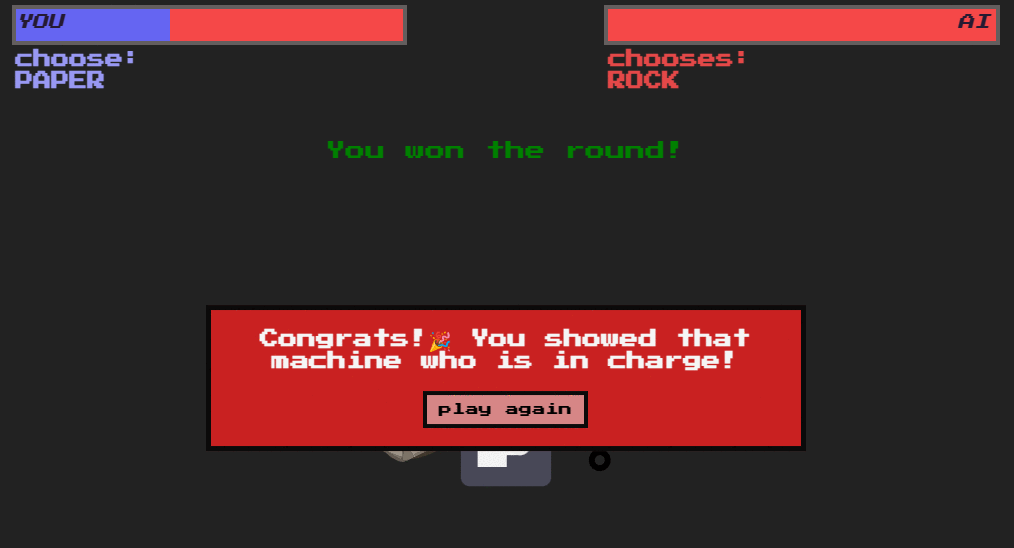 YOU
AI
choose:
PAPER
chooses:
ROCK
You won the round!
Congrats!🎉 You showed that
machine who is in charge!
play again